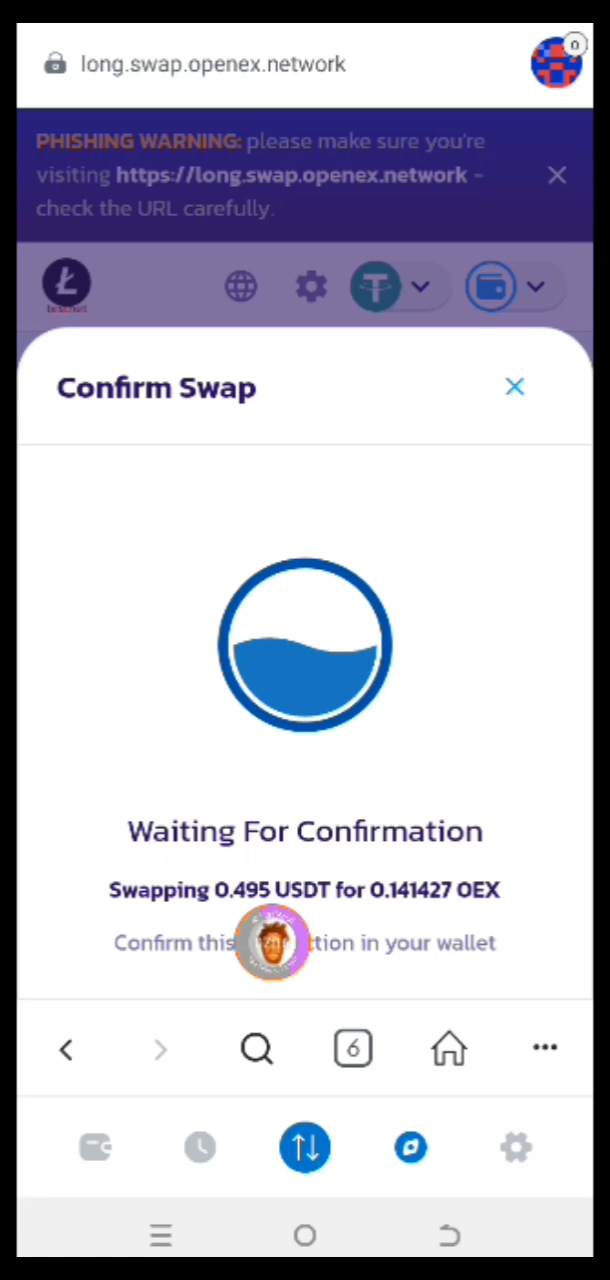 long.swap.openex.network
0
PHISHING WARNING: please make sure you're
visiting https://long.swap.openex.network -
check the URL carefully.
testnet
Confirm Swap
Waiting For Confirmation
Swapping 0.495 USDT for 0.141427 OEX
Confirm this tion in your wallet
6